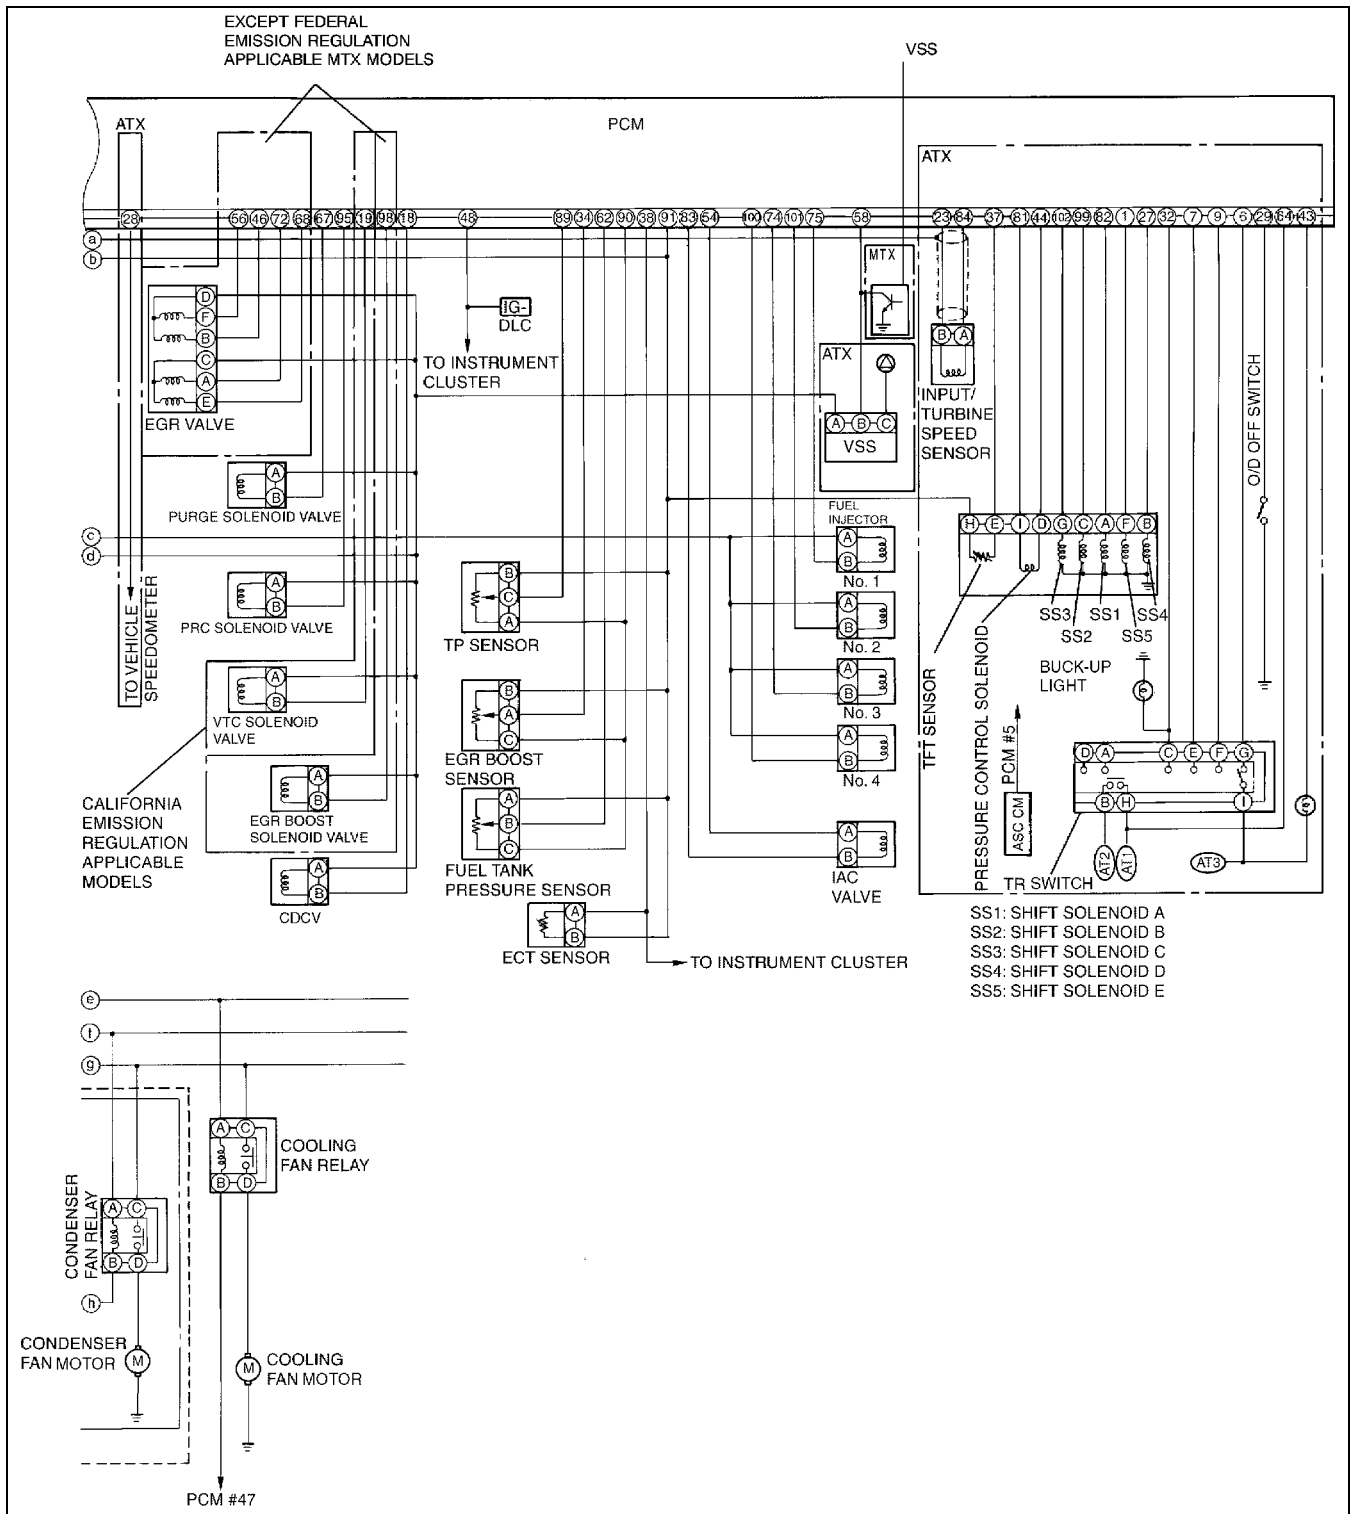 EXCEPT FEDERAL
EMISSION REGULATION
APPLICABLE MTX MODELS
VSS
ATX
PCM
ATX
28 56 46 72 68 67 95 19 98 18 48 89 34 62 90 38 91 83 54 100 74 101 75 58 23 84 37 81 44 102 99 82 1 27 32 7 9 6 29 64 43
a
b
MTX
D
F
B
C
A
E
EGR VALVE
IG-
DLC
TO INSTRUMENT
CLUSTER
ATX
A B C
VSS
B A
INPUT/
TURBINE
SPEED
SENSOR
O/D OFF SWITCH
A
B
PURGE SOLENOID VALVE
c
d
FUEL
INJECTOR
A
B
No. 1
A
B
No. 2
A
B
No. 3
A
B
No. 4
H E I D G C A F B
SS3 SS1 SS4
SS2 SS5
TFT SENSOR
PRESSURE CONTROL SOLENOID
BUCK-UP
LIGHT
PCM #5
ASC CM
TO VEHICLE
SPEEDOMETER
A
B
PRC SOLENOID VALVE
B
C
A
TP SENSOR
A
B
VTC SOLENOID
VALVE
B
A
C
EGR BOOST
SENSOR
A
B
EGR BOOST
SOLENOID VALVE
CALIFORNIA
EMISSION
REGULATION
APPLICABLE
MODELS
A
B
C
FUEL TANK
PRESSURE SENSOR
A
B
CDCV
A
B
IAC
VALVE
D A C E F G
B H I
AT2 AT1 AT3
TR SWITCH
A
B
ECT SENSOR
TO INSTRUMENT CLUSTER
SS1: SHIFT SOLENOID A
SS2: SHIFT SOLENOID B
SS3: SHIFT SOLENOID C
SS4: SHIFT SOLENOID D
SS5: SHIFT SOLENOID E
e
f
g
A C
B D
COOLING
FAN RELAY
CONDENSER
FAN RELAY
A C
B D
h
CONDENSER
FAN MOTOR
M
M
COOLING
FAN MOTOR
PCM #47